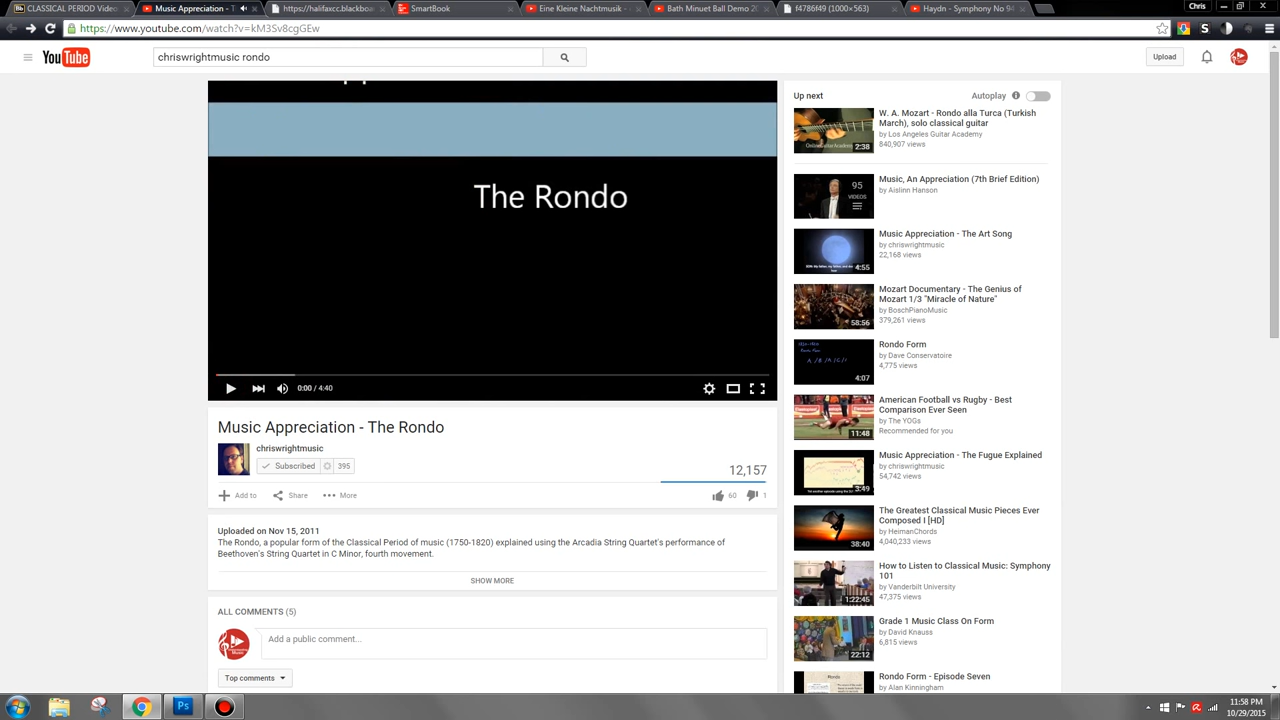 CLASSICAL PERIOD Video
Music Appreciation - T
https://halifaxcc.blackboa
SmartBook
Eine Kleine Nachtmusik -
Bath Minuet Ball Demo 20
f4786f49 (1000×563)
Haydn - Symphony No 94
Chris
https://www.youtube.com/watch?v=kM3Sv8cgGEw
YouTube
chriswrightmusic rondo
Upload
The Rondo
0:00 / 4:40
Music Appreciation - The Rondo
chriswrightmusic
Subscribed
395
12,157
Add to
Share
More
60
1
Uploaded on Nov 15, 2011
The Rondo, a popular form of the Classical Period of music (1750-1820) explained using the Arcadia String Quartet's performance of
Beethoven's String Quartet in C Minor, fourth movement.
SHOW MORE
ALL COMMENTS (5)
Add a public comment...
Top comments
Up next
Autoplay
W. A. Mozart - Rondo alla Turca (Turkish
March), solo classical guitar
by Los Angeles Guitar Academy
840,907 views
2:38
Music, An Appreciation (7th Brief Edition)
by Aislinn Hanson
95
VIDEOS
Music Appreciation - The Art Song
by chriswrightmusic
22,168 views
4:55
Mozart Documentary - The Genius of
Mozart 1/3 "Miracle of Nature"
by BoschPianoMusic
379,261 views
58:56
Rondo Form
by Dave Conservatoire
4,775 views
4:07
American Football vs Rugby - Best
Comparison Ever Seen
by The YOGs
Recommended for you
11:48
Music Appreciation - The Fugue Explained
by chriswrightmusic
54,742 views
3:49
The Greatest Classical Music Pieces Ever
Composed I [HD]
by HeimanChords
4,040,233 views
38:40
How to Listen to Classical Music: Symphony
101
by Vanderbilt University
47,375 views
1:22:45
Grade 1 Music Class On Form
by David Knauss
6,815 views
22:12
Rondo Form - Episode Seven
by Alan Kinningham
Rondo
Ps
11:58 PM
10/29/2015